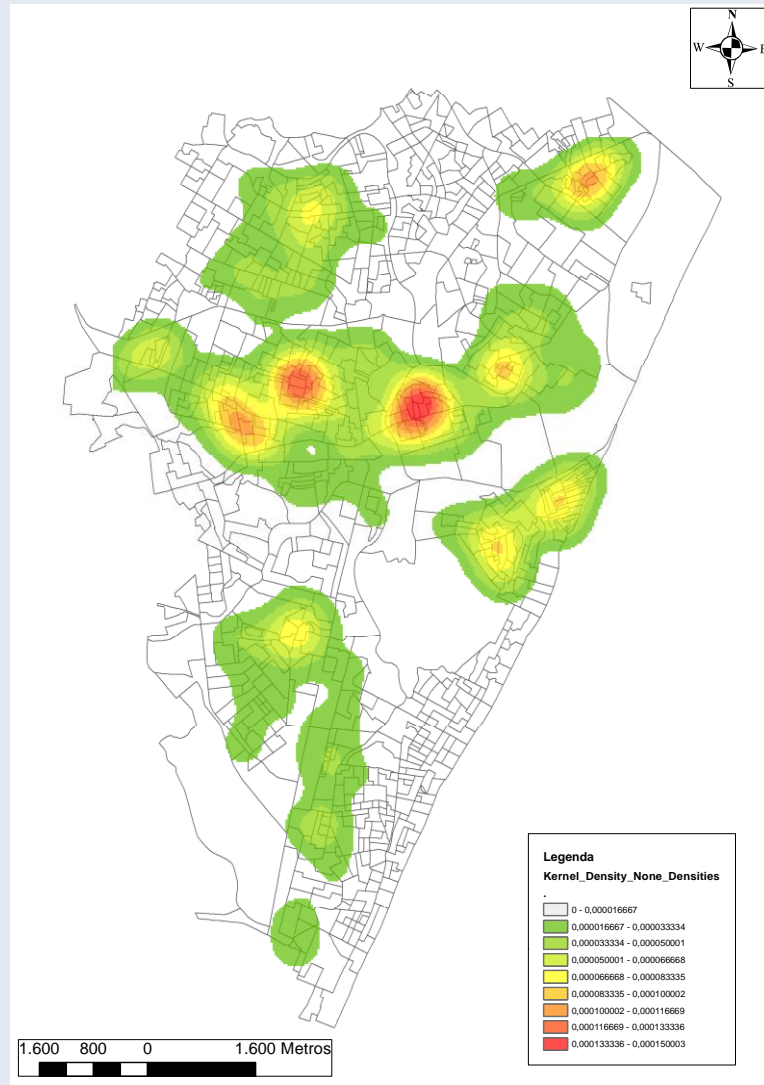 N
W E
S
Legenda
Kernel_Density_None_Densities
.
0 - 0,000016667
0,000016667 - 0,000033334
0,000033334 - 0,000050001
0,000050001 - 0,000066668
0,000066668 - 0,000083335
0,000083335 - 0,000100002
0,000100002 - 0,000116669
0,000116669 - 0,000133336
0,000133336 - 0,000150003
1.600 800 0 1.600 Metros